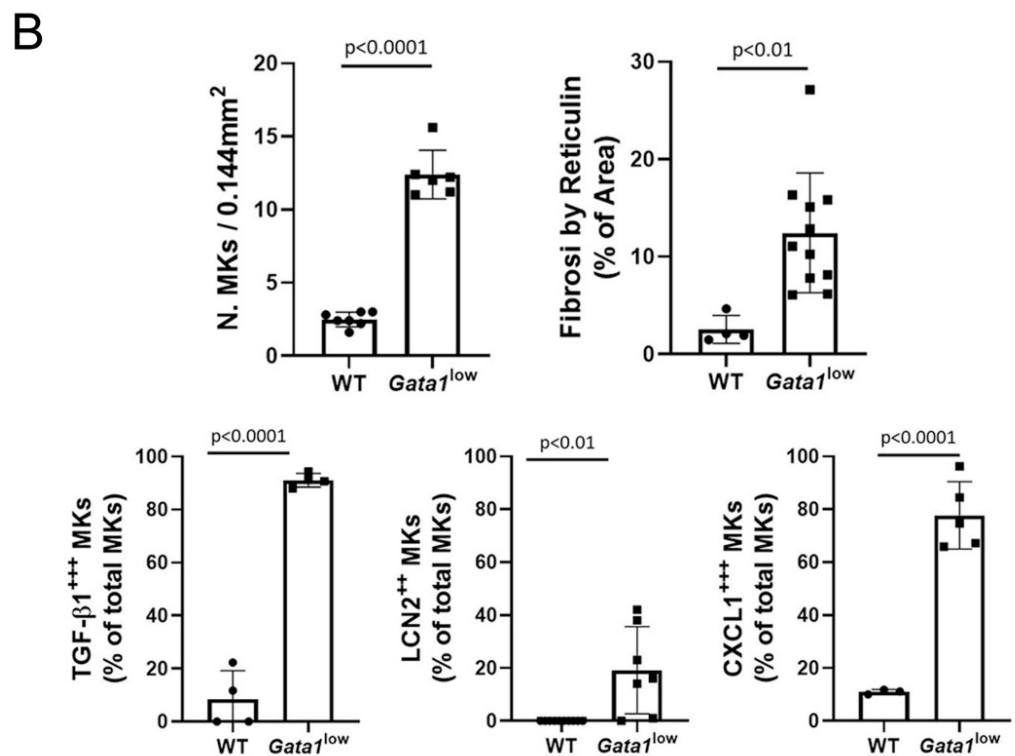 B
p<0.0001
20
15
10
5
0
N. MKs / 0.144mm²
WT Gata1low
p<0.01
30
20
10
0
Fibrosi by Reticulin
(% of Area)
WT Gata1low
p<0.0001
100
80
60
40
20
0
TGF-β1+++ MKs
(% of total MKs)
WT Gata1low
p<0.01
100
80
60
40
20
0
LCN2++ MKs
(% of total MKs)
WT Gata1low
p<0.0001
100
80
60
40
20
0
CXCL1+++ MKs
(% of total MKs)
WT Gata1low